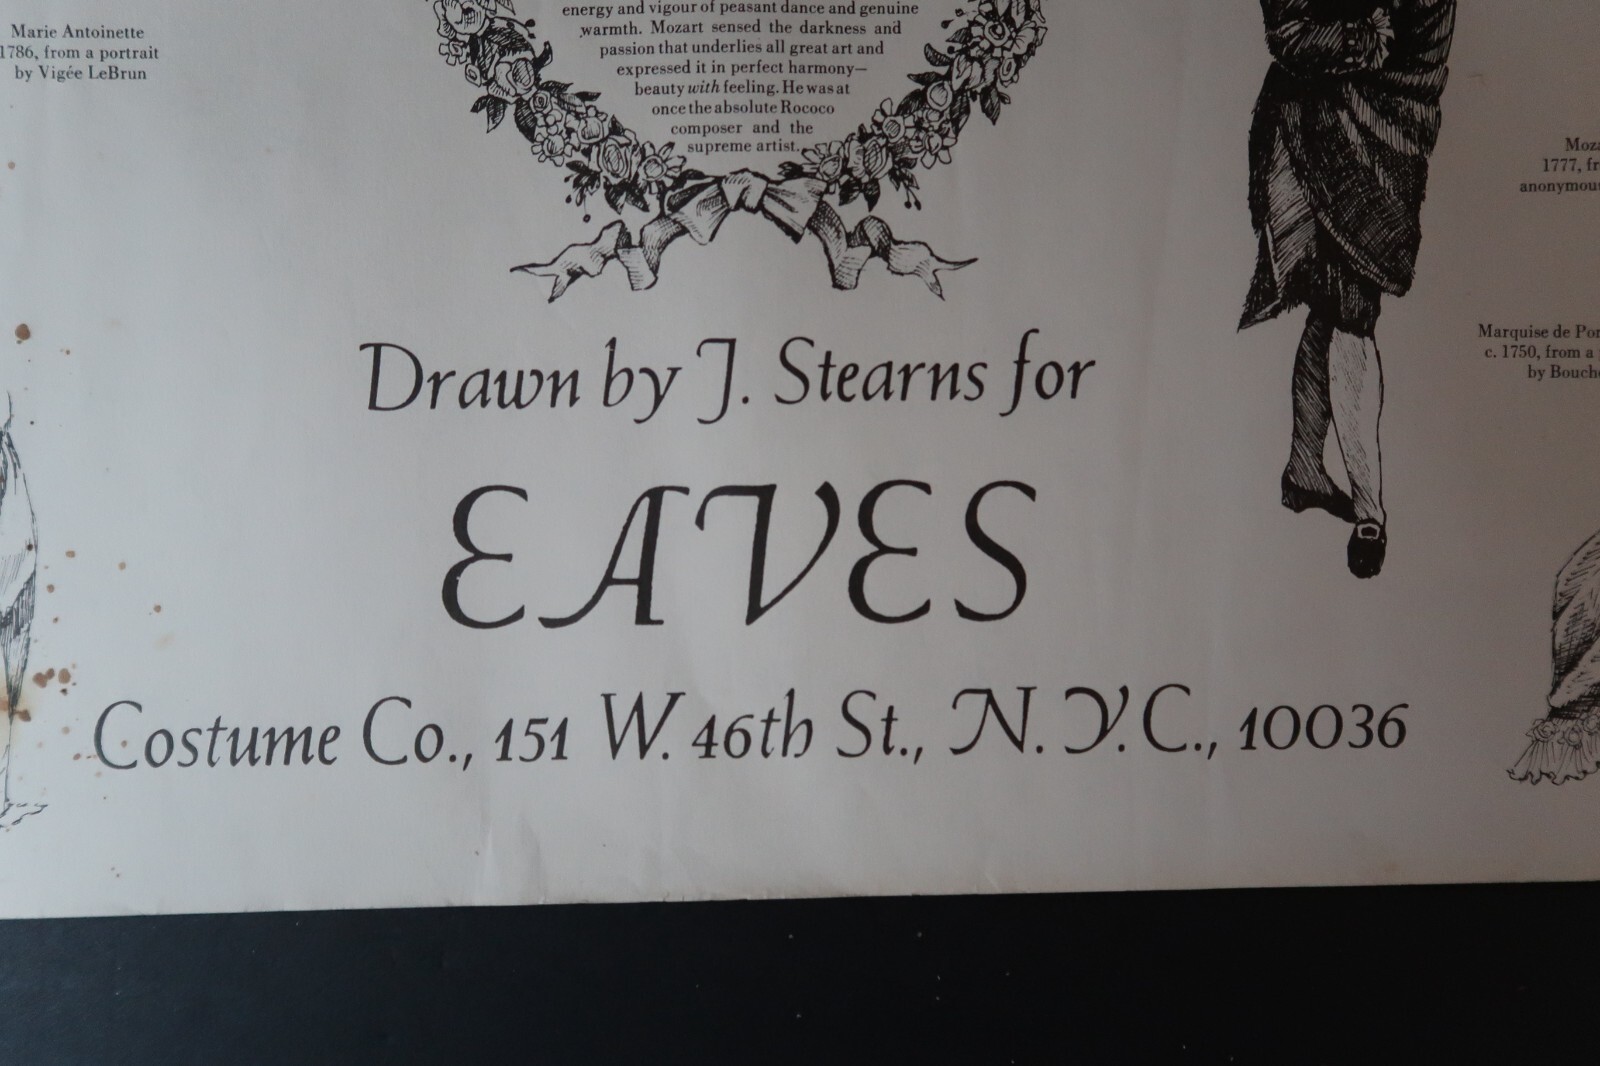 Marie Antoinette
1786, from a portrait
by Vigée LeBrun
energy and vigour of peasant dance and genuine
warmth. Mozart sensed the darkness and
passion that underlies all great art and
expressed it in perfect harmony—
beauty with feeling. He was at
once the absolute Rococo
composer and the
supreme artist.
1777,
Marquise de
c. 1750, from a
by
Drawn by J. Stearns for
EAVES
Costume Co., 151 W. 46th St., N.Y.C., 10036